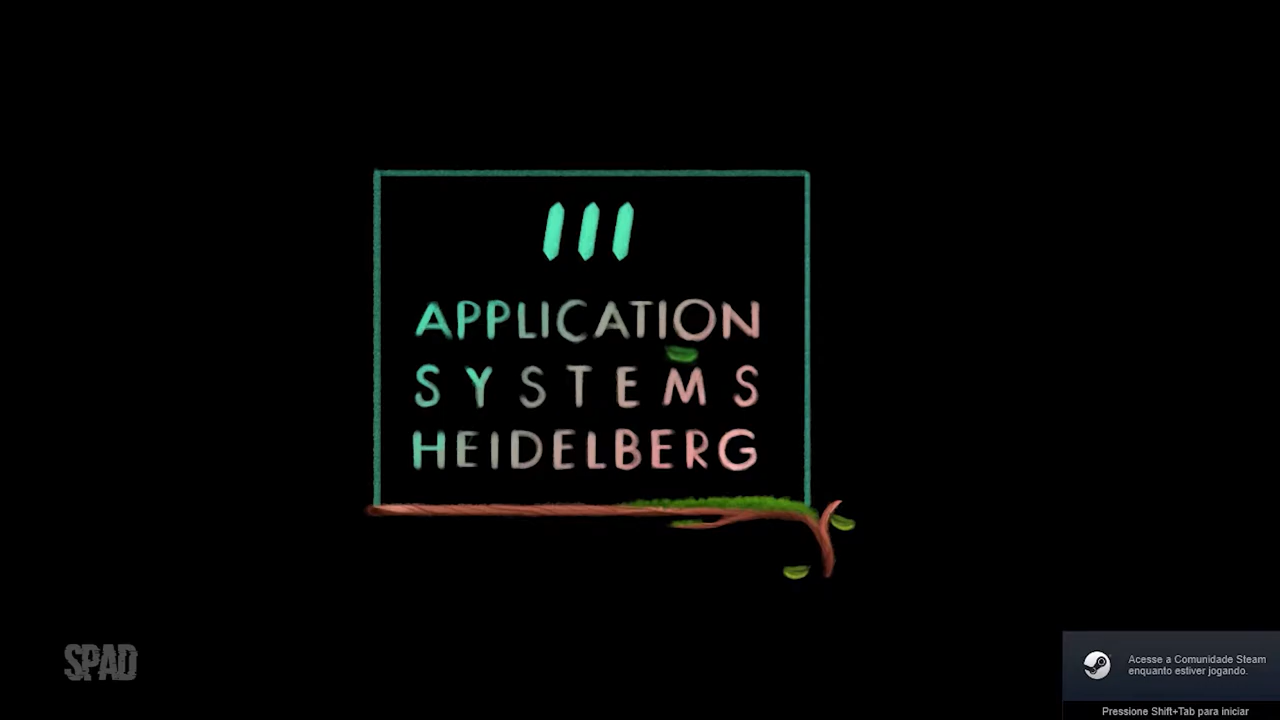 APPLICATION
SYSTEMS
HEIDELBERG
SPAD
Acesse a Comunidade Steam
enquanto estiver jogando.
Pressione Shift+Tab para iniciar